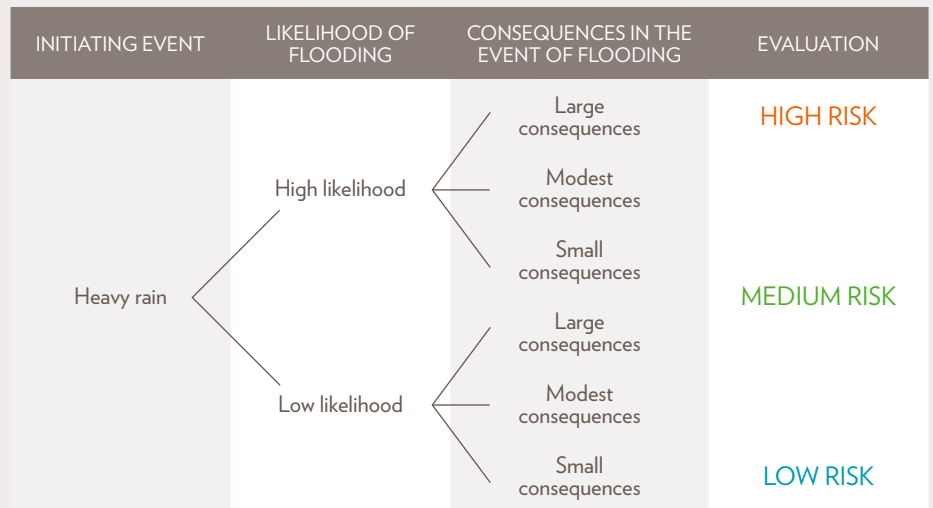 INITIATING EVENT
LIKELIHOOD OF
FLOODING
CONSEQUENCES IN THE
EVENT OF FLOODING
EVALUATION
Heavy rain
High likelihood
Low likelihood
Large
consequences
Modest
consequences
Small
consequences
Large
consequences
Modest
consequences
Small
consequences
HIGH RISK
MEDIUM RISK
LOW RISK